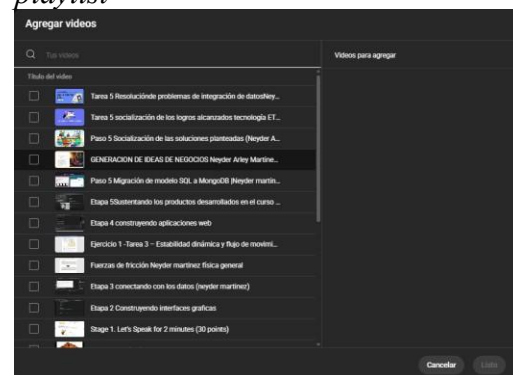 playlist
Agregar videos
Tus videos
Videos para agregar
Título del video
Tarea 5 Resoluciónde problemas de integración de datosNey...
Tarea 5 socialización de los logros alcanzados tecnología ET...
Paso 5 Socialización de las soluciones planteadas (Neyder A...
GENERACION DE IDEAS DE NEGOCIOS Neyder Arley Martine...
Paso 5 Migración de modelo SQL a MongoDB |Neyder martin...
Etapa 5Sustentando los productos desarrollados en el curso ...
Etapa 4 construyendo aplicaciones web
Ejercicio 1 -Tarea 3 – Estabilidad dinámica y flujo de movimi...
Fuerzas de fricción Neyder martinez física general
Etapa 3 conectando con los datos (neyder martinez)
Etapa 2 Construyendo interfaces graficas
Stage 1. Let's Speak for 2 minutes (30 points)
Cancelar
Listo